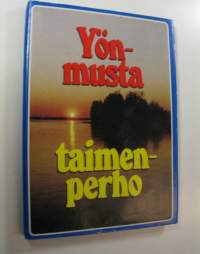 Yön-
musta
taimen-
perho